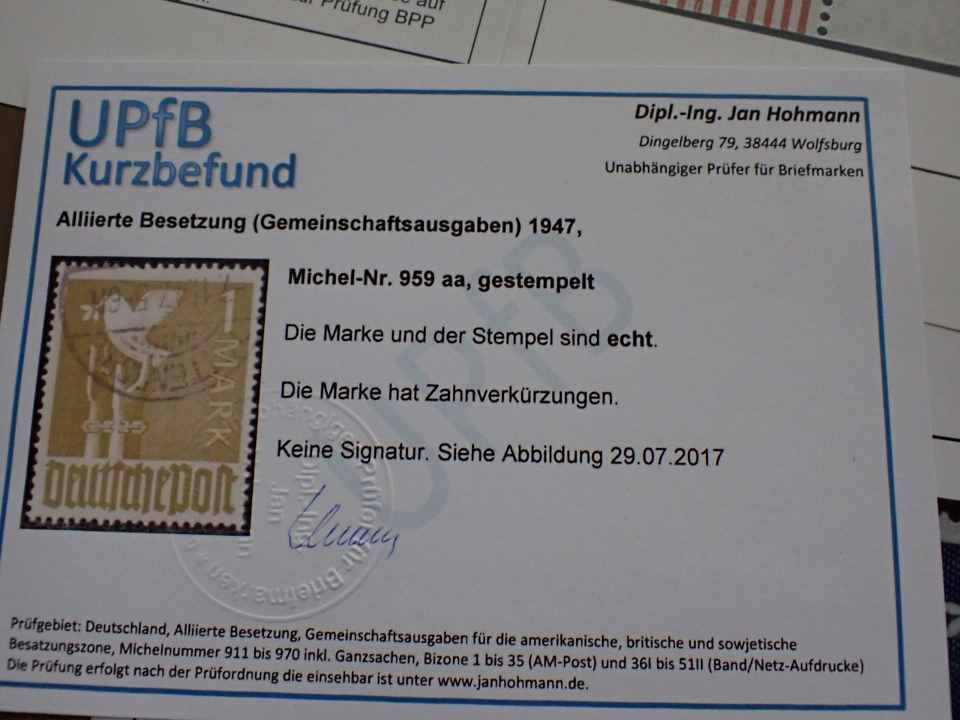 auf
ur Prüfung BPP
UPfB
Kurzbefund
Dipl.-Ing. Jan Hohmann
Dingelberg 79, 38444 Wolfsburg
Unabhängiger Prüfer für Briefmarken
Alliierte Besetzung (Gemeinschaftsausgaben) 1947,
Michel-Nr. 959 aa, gestempelt
Die Marke und der Stempel sind echt.
Die Marke hat Zahnverkürzungen.
Keine Signatur. Siehe Abbildung 29.07.2017
1 MARK
Deutsche Post
UPfB
Prüfgebiet: Deutschland, Alliierte Besetzung, Gemeinschaftsausgaben für die amerikanische, britische und sowjetische
Besatzungszone, Michelnummer 911 bis 970 inkl. Ganzsachen, Bizone 1 bis 35 (AM-Post) und 36I bis 51II (Band/Netz-Aufdrucke)
Die Prüfung erfolgt nach der Prüfordnung die einsehbar ist unter www.janhohmann.de.